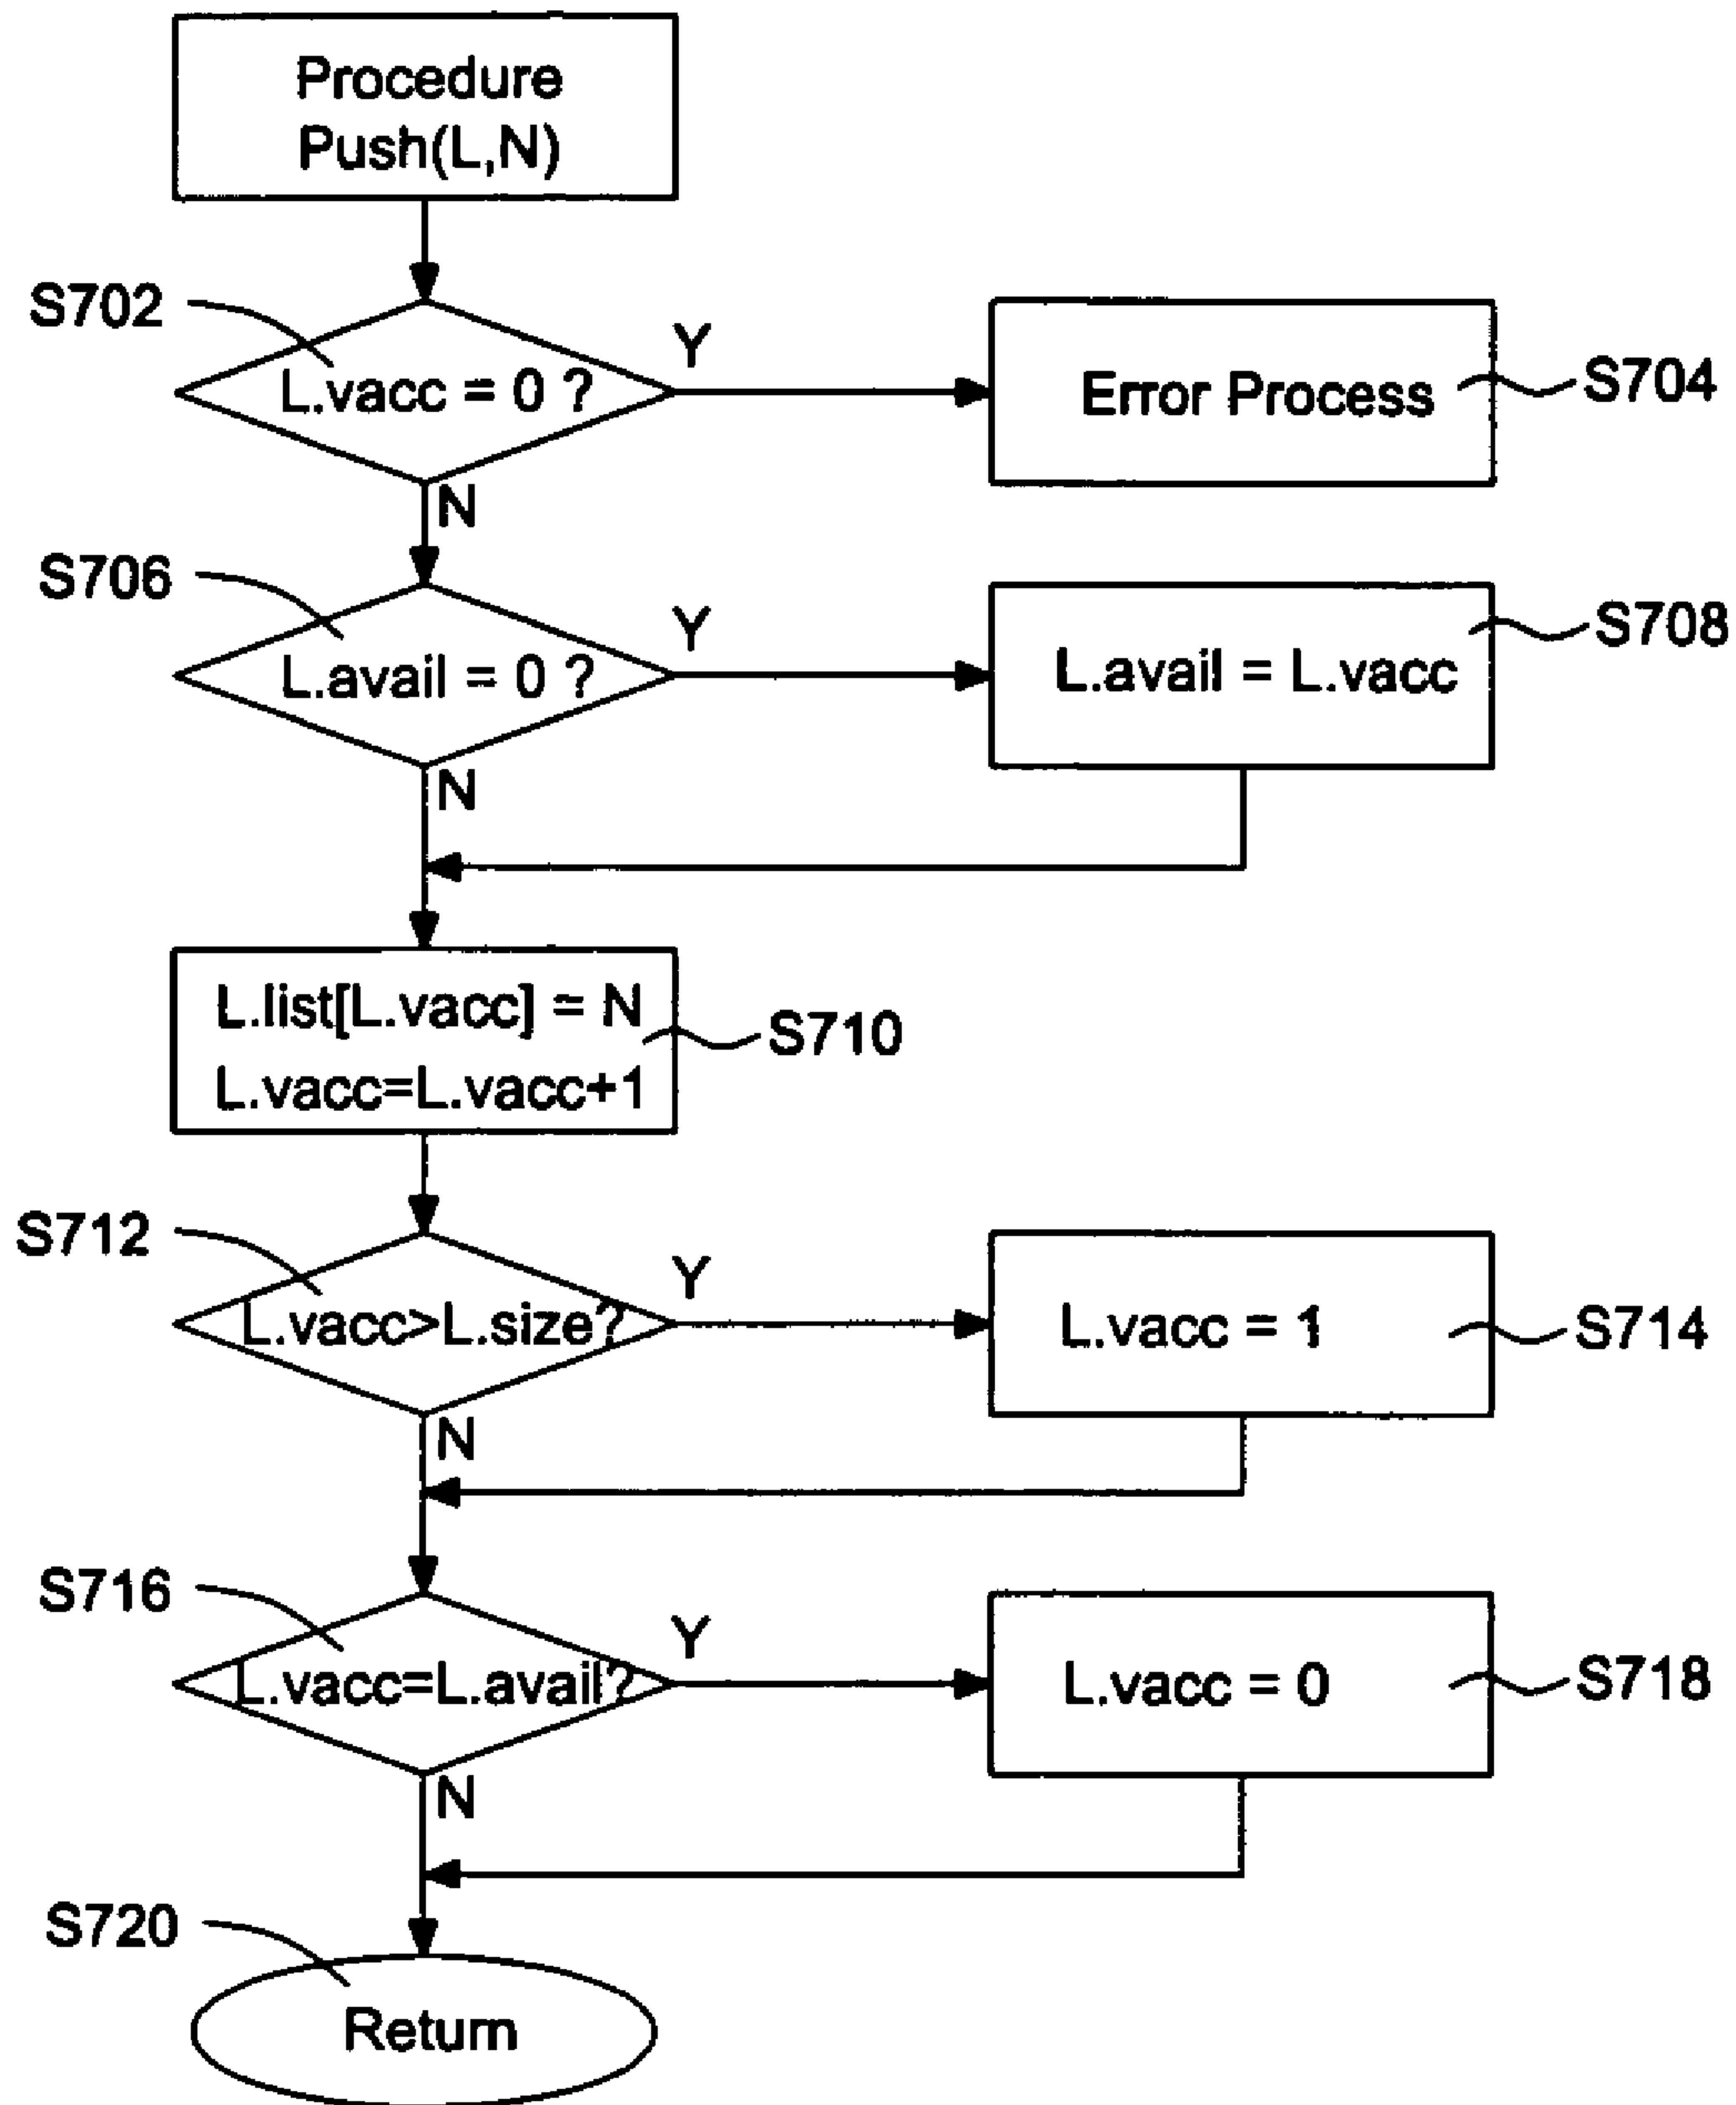 Procedure
Push(L,N)
S702
L.vacc = 0 ?
Y
Error Process
S704
N
S706
L.avail = 0 ?
Y
L.avail = L.vacc
S708
N
L.list[L.vacc] = N
L.vacc=L.vacc+1
S710
S712
L.vacc>L.size?
Y
L.vacc = 1
S714
N
S716
L.vacc=L.avail?
Y
L.vacc = 0
S718
N
S720
Return